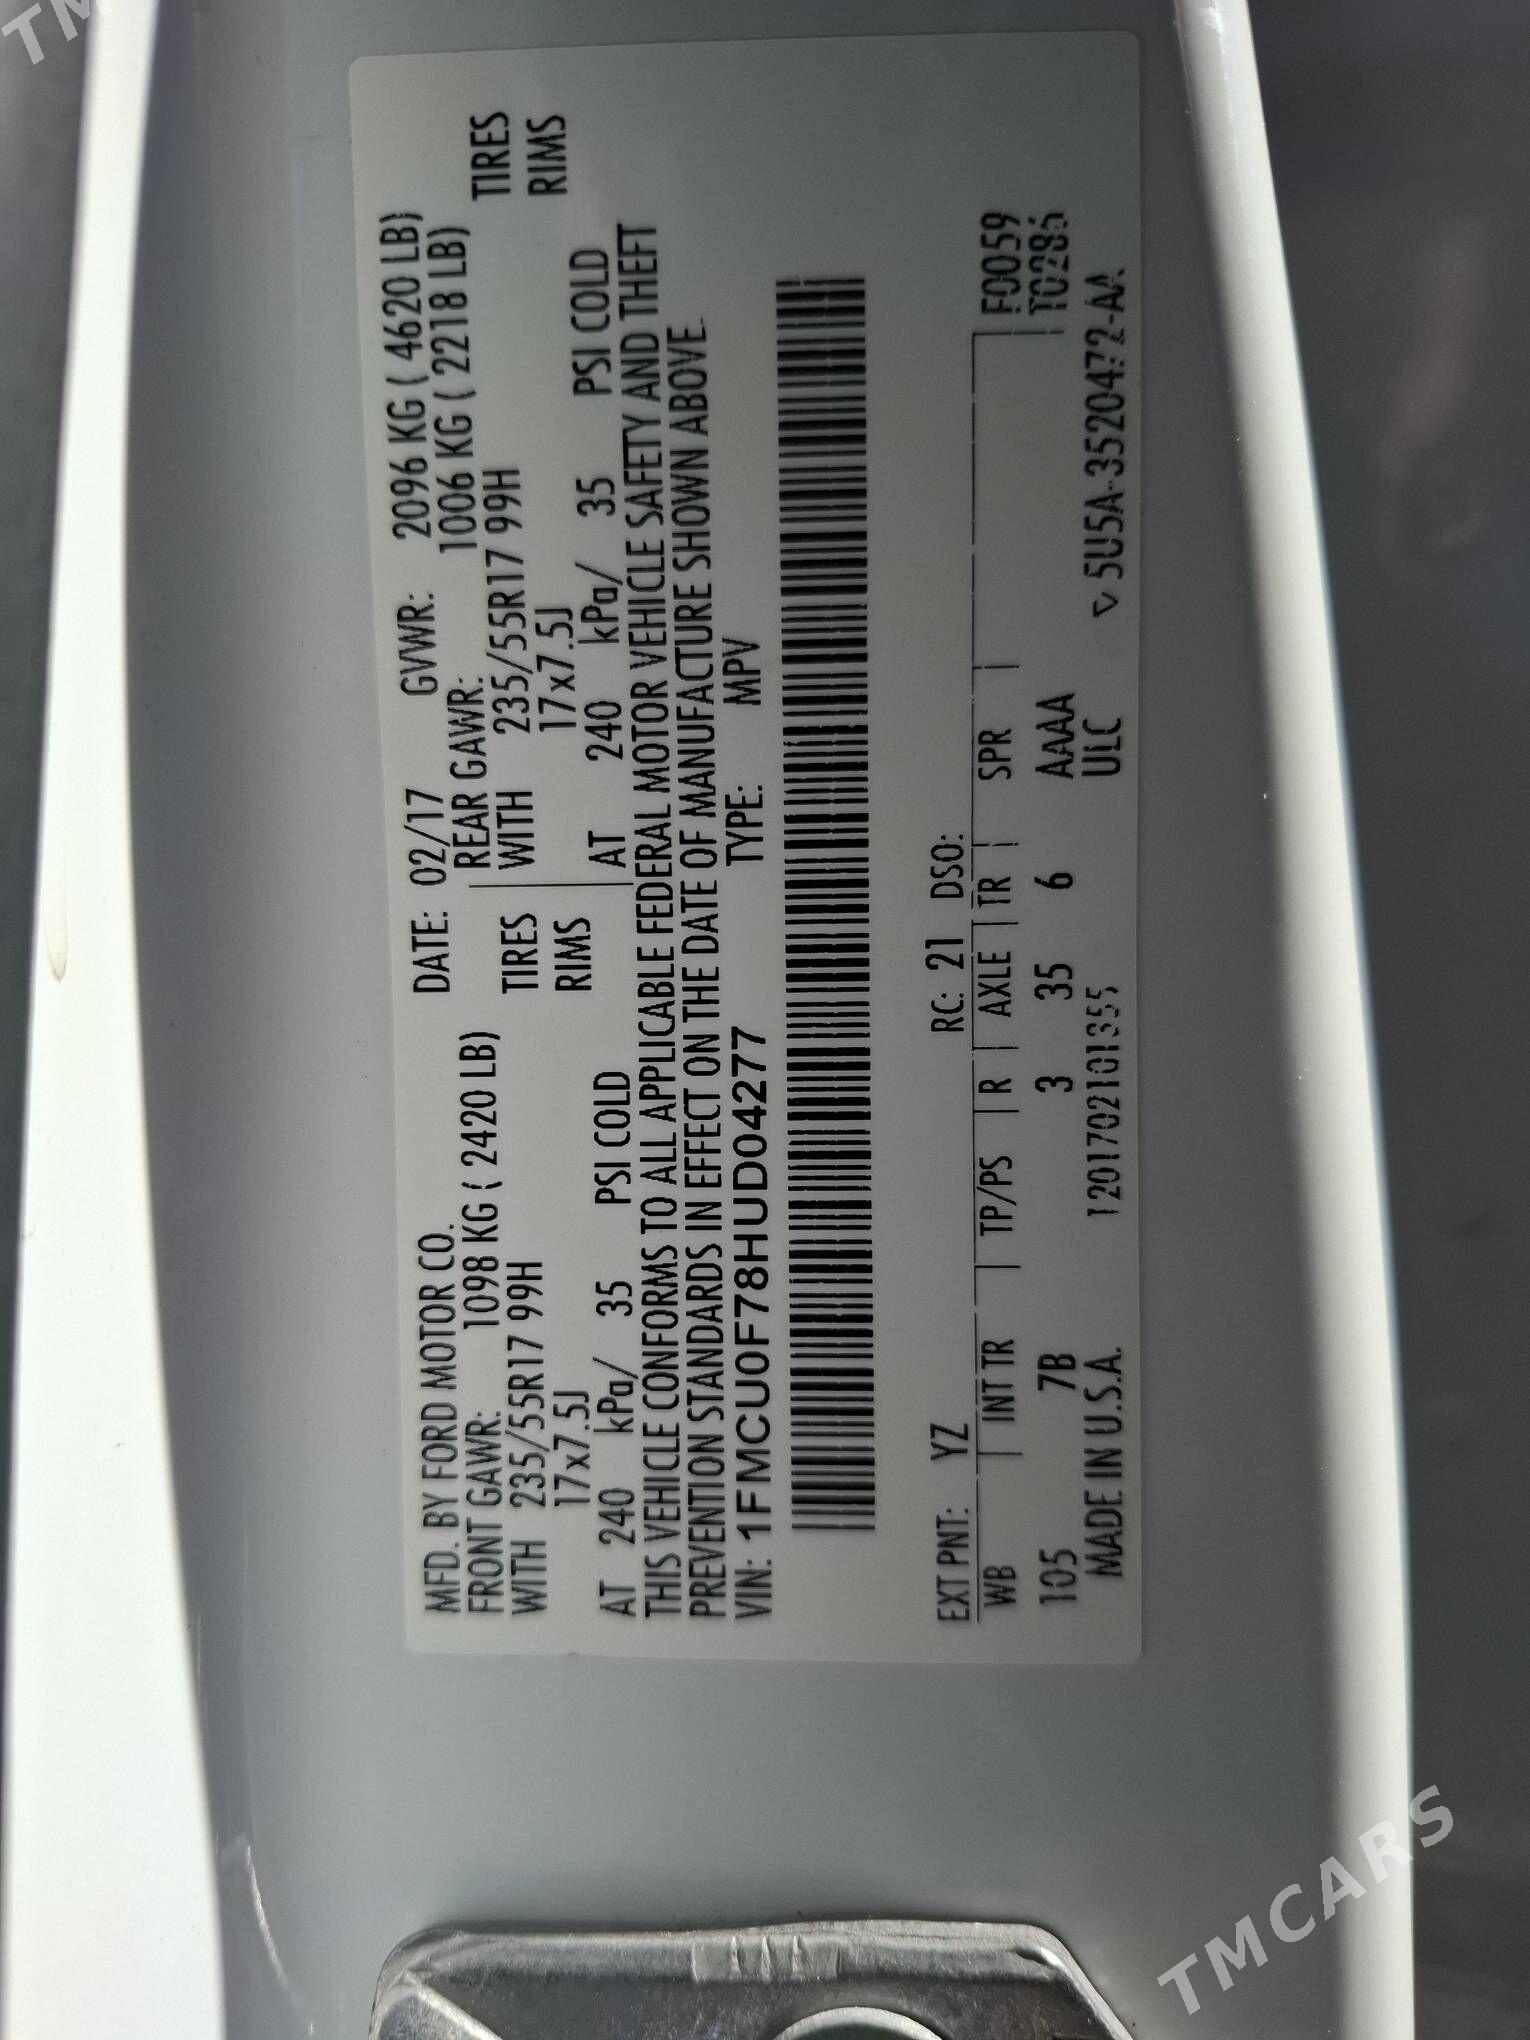 MFD. BY FORD MOTOR CO. DATE: 02/17 GVWR: 2096 KG ( 4620 LB)
FRONT GAWR: 1098 KG ( 2420 LB) REAR GAWR: 1006 KG ( 2218 LB)
WITH 235/55R17 99H TIRES WITH 235/55R17 99H TIRES
17x7.5J RIMS 17x7.5J RIMS
AT 240 kPa/ 35 PSI COLD AT 240 kPa/ 35 PSI COLD
THIS VEHICLE CONFORMS TO ALL APPLICABLE FEDERAL MOTOR VEHICLE SAFETY AND THEFT
PREVENTION STANDARDS IN EFFECT ON THE DATE OF MANUFACTURE SHOWN ABOVE.
VIN: 1FMCU0F78HUD04277 TYPE: MPV
EXT PNT: YZ RC: 21 DSO:
WB INT TR TP/PS R AXLE TR SPR F0059
105 7B 3 35 6 AAAA T0286
MADE IN U.S.A. 1201702101355 ULC 5U5A-3520472-AA
TMCARS
TM